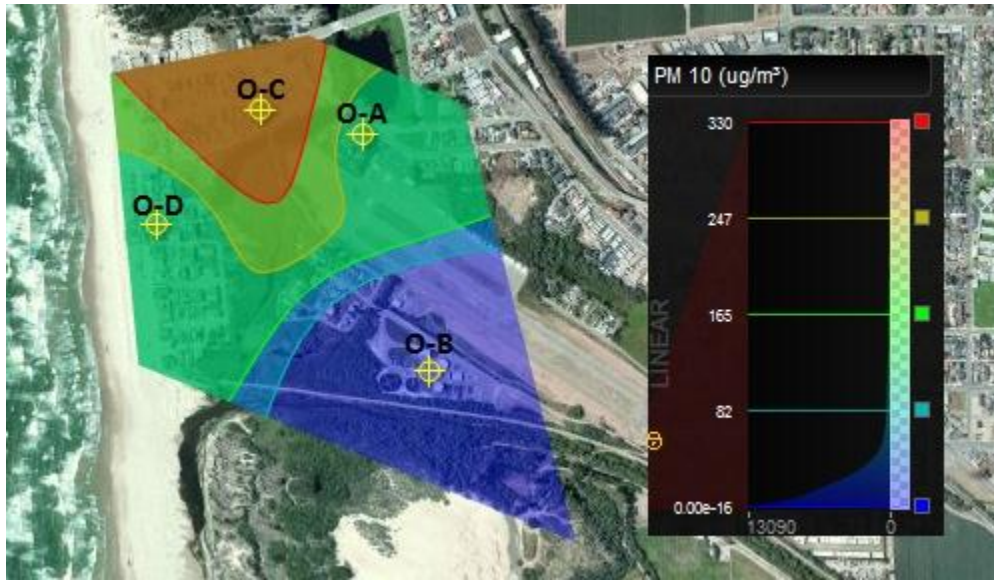 O-C
O-A
O-D
O-B
PM 10 (ug/m³)
330
247
165
82
0.00e-16
LINEAR
13090
0